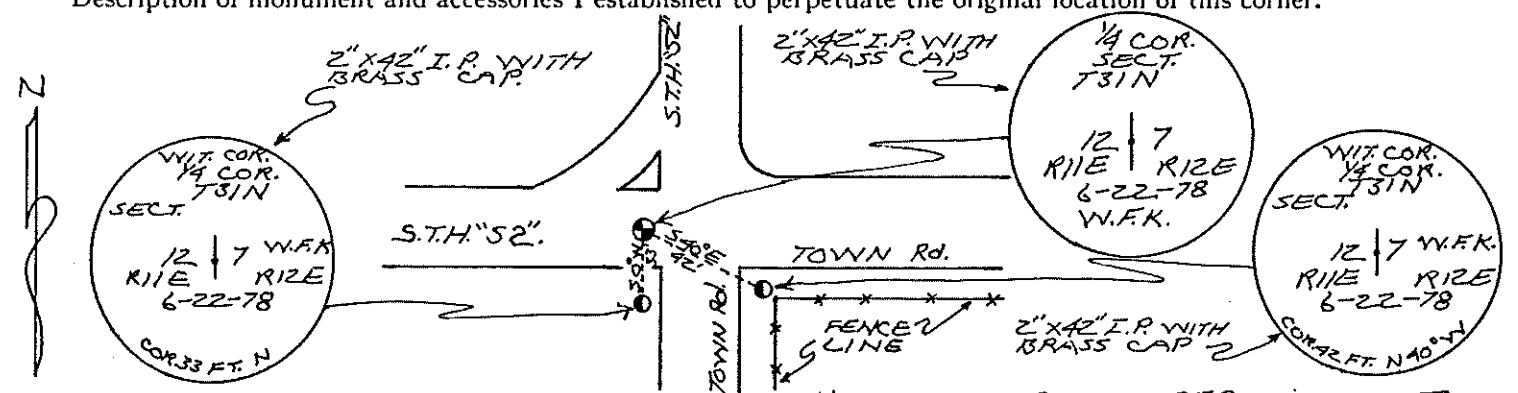 Description of monument and accessories I established to perpetuate the original location of this corner.
N
2"X42" I.P. WITH
BRASS CAP.
WIT. COR.
1/4 COR.
T31N
SECT.
12 7 W.F.K
R11E R12E
6-22-78
COR. 33 FT. N
S.T.H."52"
S.T.H."52".
2"X42" I.P. WITH
BRASS CAP
1/4 COR.
SECT.
T31N
12 7
R11E R12E
6-22-78
W.F.K.
WIT. COR.
1/4 COR.
T31N
SECT.
12 7 W.F.K.
R11E R12E
6-22-78
COR. 42 FT. N 40° W
TOWN Rd.
TOWN Rd.
FENCE
LINE
2"X42" I.P. WITH
BRASS CAP
33'